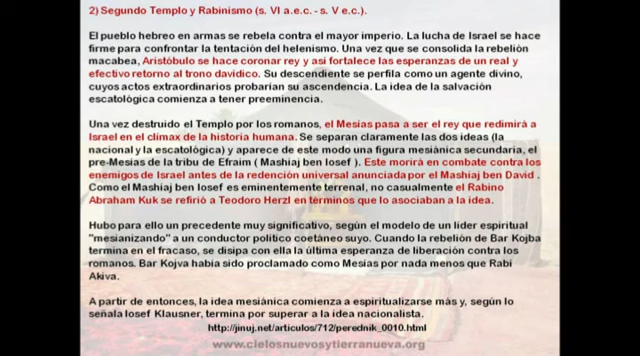 2) Segundo Templo y Rabinismo (s. VI a.e.c. - s. V e.c.).
El pueblo hebreo en armas se rebela contra el mayor imperio. La lucha de Israel se hace
firme para confrontar la tentación del helenismo. Una vez que se consolida la rebelión
macabea, Aristóbulo se hace coronar rey y asi fortalece las esperanzas de un real y
efectivo retorno al trono davidico. Su descendiente se perfila como un agente divino,
cuyos actos extraordinarios probarían su ascendencia. La idea de la salvación
escatológica comienza a tener preeminencia.
Una vez destruido el Templo por los romanos, el Mesias pasa a ser el rey que redimirá a
Israel en el clímax de la historia humana. Se separan claramente las dos ideas (la
nacional y la escatológica) y aparece de este modo una figura mesiánica secundaria, el
pre-Mesias de la tribu de Efraim ( Mashiaj ben Iosef ). Este morirá en combate contra los
enemigos de Israel antes de la redención universal anunciada por el Mashiaj ben David .
Como el Mashiaj ben Iosef es eminentemente terrenal, no casualmente el Rabino
Abraham Kuk se refirió a Teodoro Herzl en términos que lo asociaban a la idea.
Hubo para ello un precedente muy significativo, según el modelo de un líder espiritual
"mesianizando" a un conductor político coetáneo suyo. Cuando la rebelión de Bar Kojba
termina en el fracaso, se disipa con ella la última esperanza de liberación contra los
romanos. Bar Kojva había sido proclamado como Mesías por nada menos que Rabí
Akiva.
A partir de entonces, la idea mesiánica comienza a espiritualizarse más y, según lo
señala Iosef Klausner, termina por superar a la idea nacionalista.
http://jinuj.net/articulos/712/perednik_0010.html
www.cielosnuevosytierranueva.org